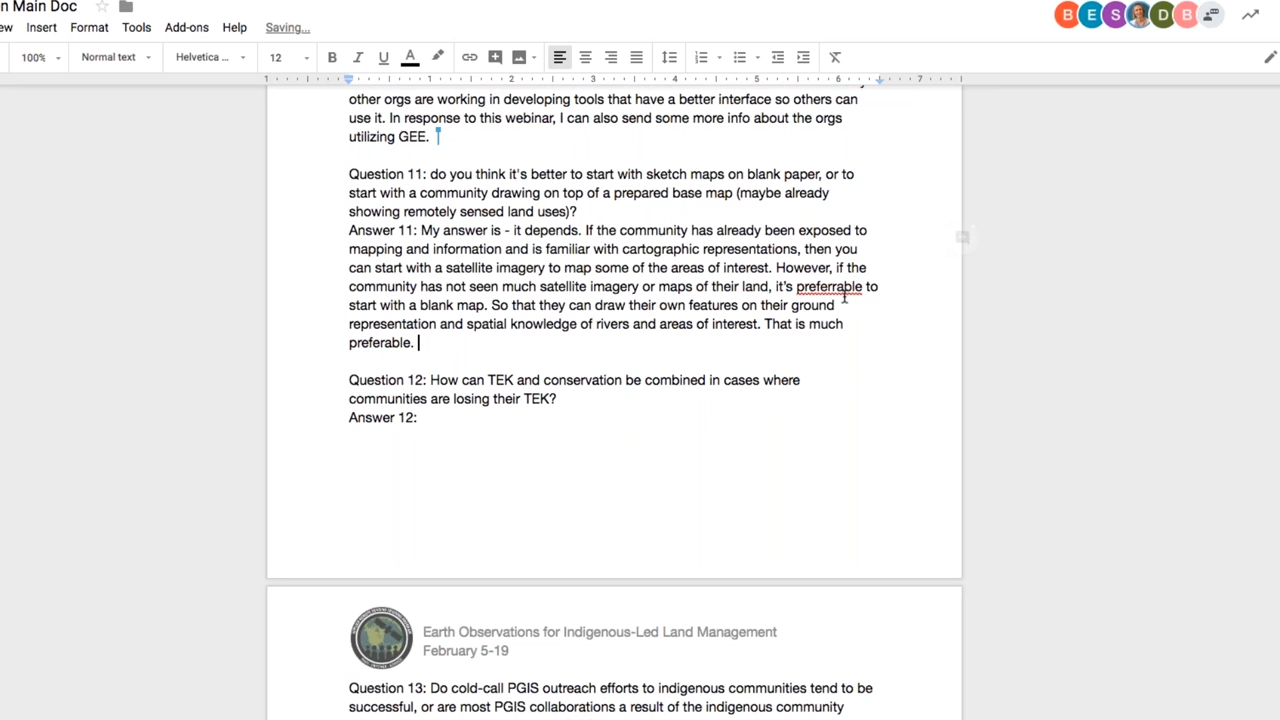 n Main Doc
B E S D B
ew Insert Format Tools Add-ons Help Saving...
100% Normal text Helvetica ... 12 B I U A
1 1 2 3 4 5 6 7
other orgs are working in developing tools that have a better interface so others can
use it. In response to this webinar, I can also send some more info about the orgs
utilizing GEE.
Question 11: do you think it's better to start with sketch maps on blank paper, or to
start with a community drawing on top of a prepared base map (maybe already
showing remotely sensed land uses)?
Answer 11: My answer is - it depends. If the community has already been exposed to
mapping and information and is familiar with cartographic representations, then you
can start with a satellite imagery to map some of the areas of interest. However, if the
community has not seen much satellite imagery or maps of their land, it's preferrable to
start with a blank map. So that they can draw their own features on their ground
representation and spatial knowledge of rivers and areas of interest. That is much
preferable.
Question 12: How can TEK and conservation be combined in cases where
communities are losing their TEK?
Answer 12:
Earth Observations for Indigenous-Led Land Management
February 5-19
Question 13: Do cold-call PGIS outreach efforts to indigenous communities tend to be
successful, or are most PGIS collaborations a result of the indigenous community